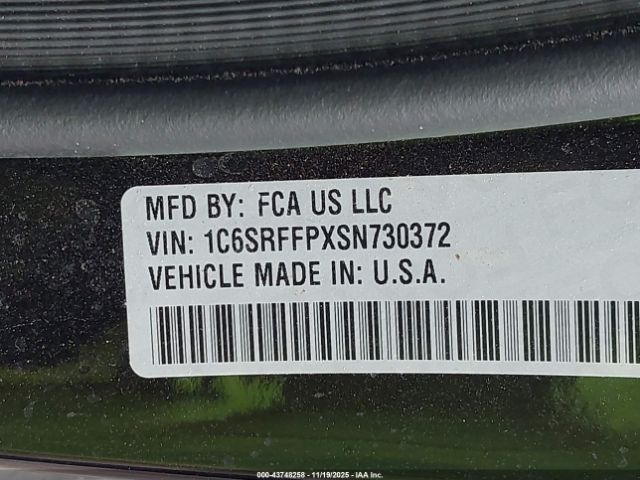 MFD BY: FCA US LLC
VIN: 1C6SRFFPXSN730372
VEHICLE MADE IN: U.S.A.
000-43748258 - 11/19/2025 - IAA Inc.